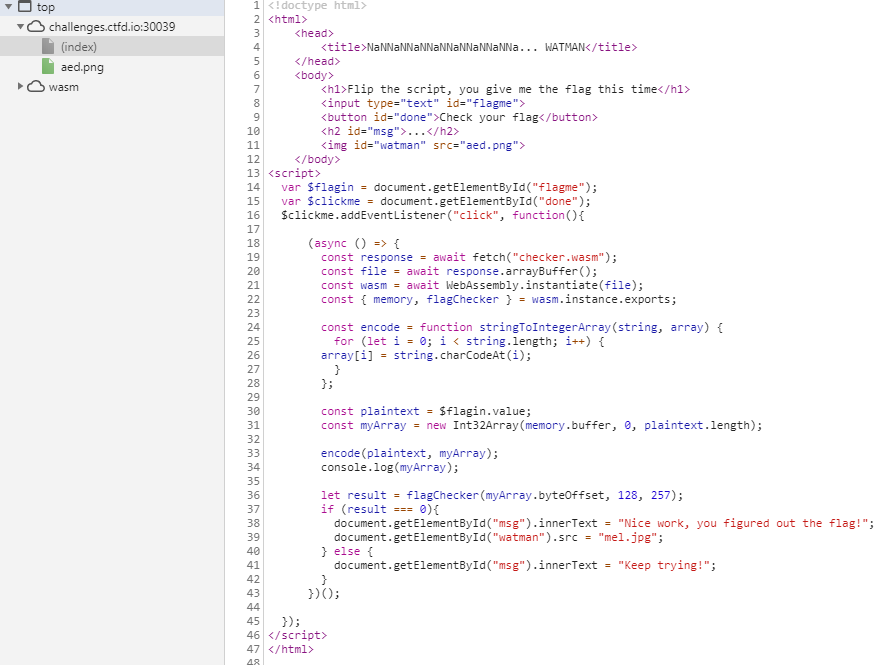 top
challenges.ctfd.io:30039
(index)
aed.png
wasm
1 <!doctype html>
2 <html>
3     <head>
4         <title>NaNNaNNaNNaNNaNNaNNaNNa... WATMAN</title>
5     </head>
6     <body>
7         <h1>Flip the script, you give me the flag this time</h1>
8         <input type="text" id="flagme">
9         <button id="done">Check your flag</button>
10         <h2 id="msg">...</h2>
11         <img id="watman" src="aed.png">
12     </body>
13 <script>
14   var $flagin = document.getElementById("flagme");
15   var $clickme = document.getElementById("done");
16   $clickme.addEventListener("click", function(){
17
18       (async () => {
19         const response = await fetch("checker.wasm");
20         const file = await response.arrayBuffer();
21         const wasm = await WebAssembly.instantiate(file);
22         const { memory, flagChecker } = wasm.instance.exports;
23
24         const encode = function stringToIntegerArray(string, array) {
25           for (let i = 0; i < string.length; i++) {
26         array[i] = string.charCodeAt(i);
27           }
28         };
29
30         const plaintext = $flagin.value;
31         const myArray = new Int32Array(memory.buffer, 0, plaintext.length);
32
33         encode(plaintext, myArray);
34         console.log(myArray);
35
36         let result = flagChecker(myArray.byteOffset, 128, 257);
37         if (result === 0){
38           document.getElementById("msg").innerText = "Nice work, you figured out the flag!";
39           document.getElementById("watman").src = "mel.jpg";
40         } else {
41           document.getElementById("msg").innerText = "Keep trying!";
42         }
43       })();
44
45   });
46 </script>
47 </html>
48